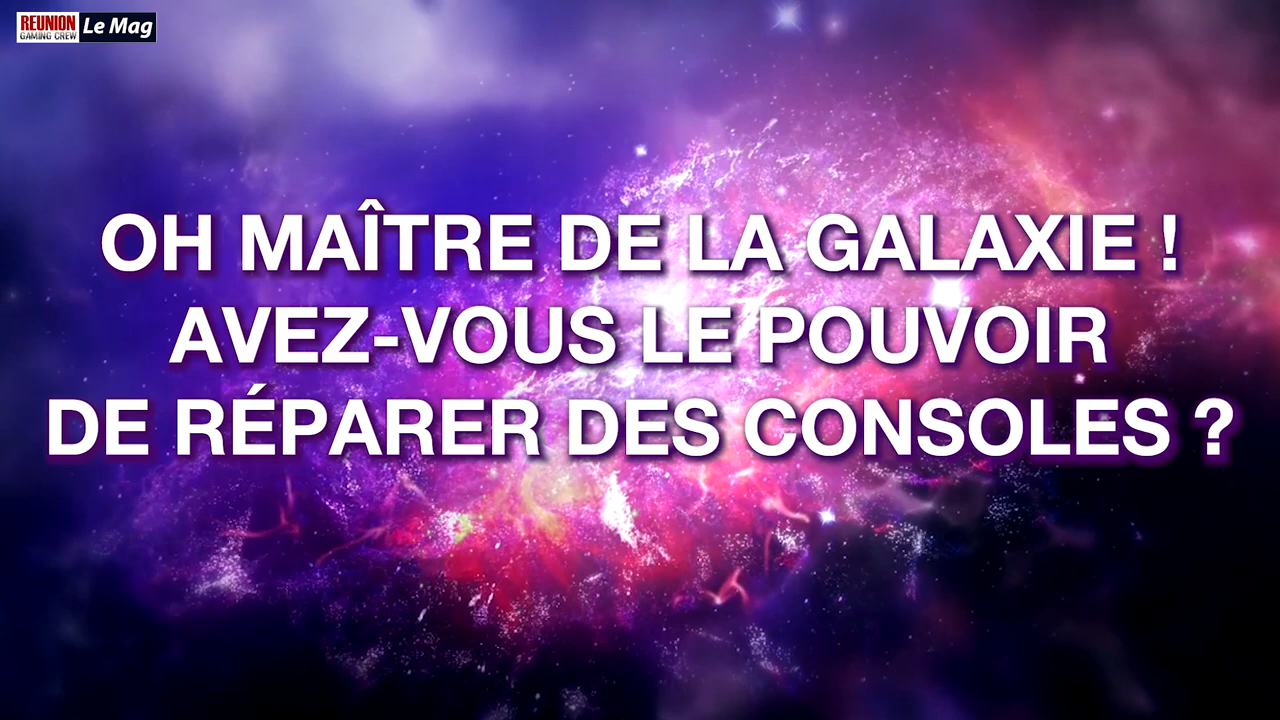 REUNION Le Mag
GAMING CREW
OH MAÎTRE DE LA GALAXIE !
AVEZ-VOUS LE POUVOIR
DE RÉPARER DES CONSOLES ?